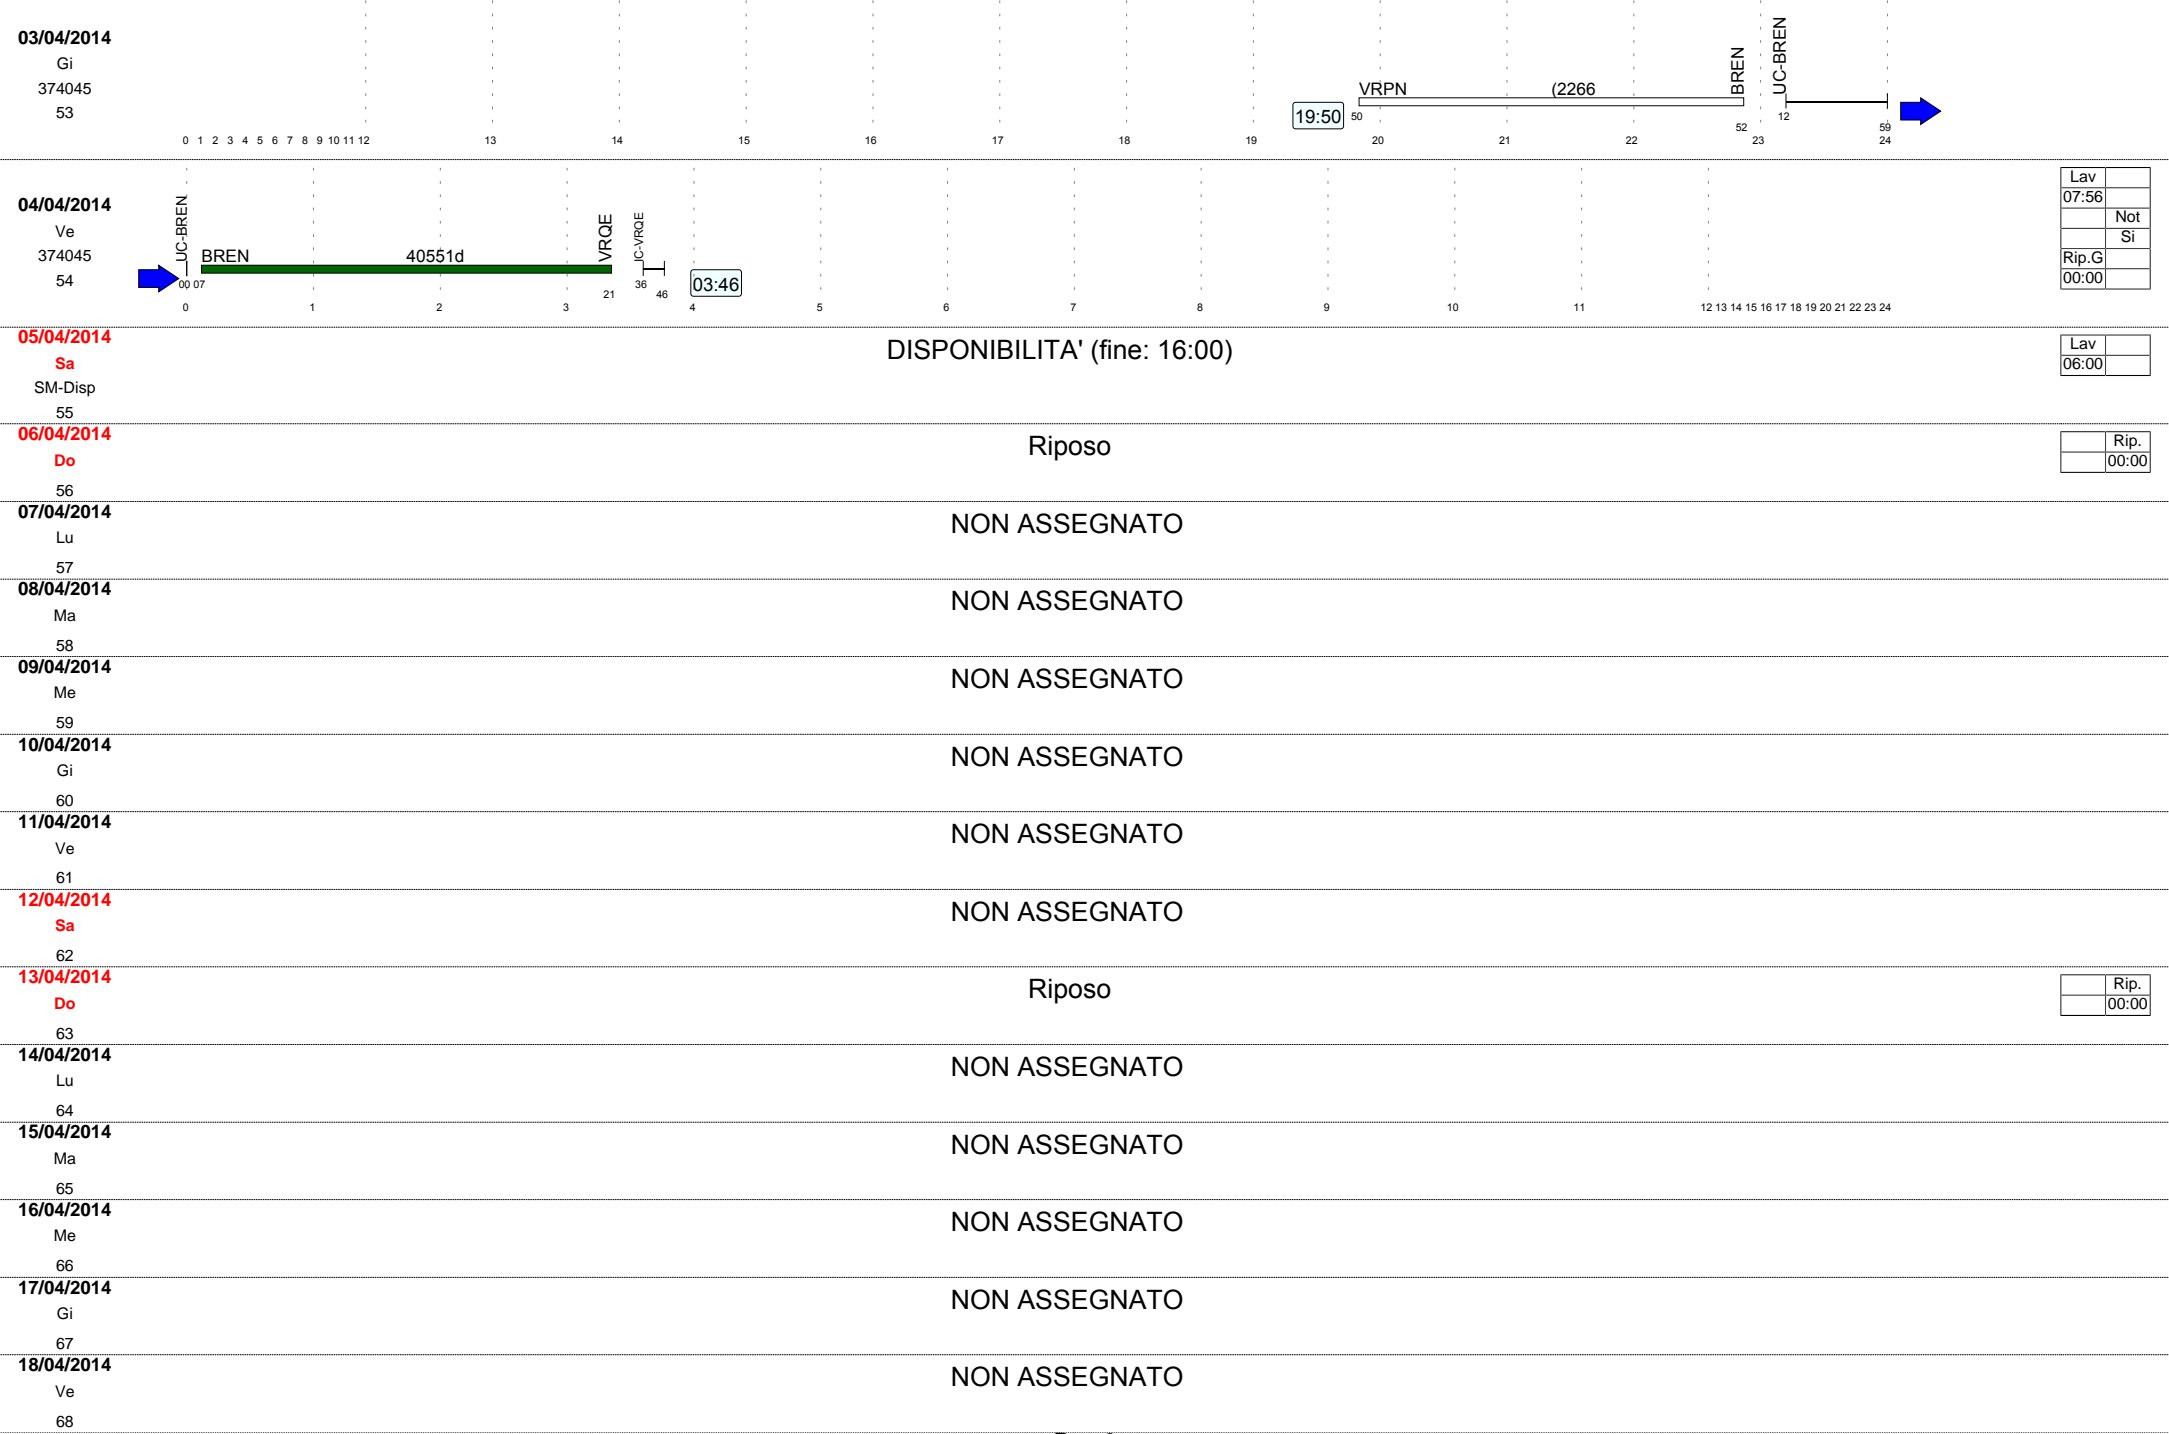 03/04/2014
Gi
374045
53
19:50
50
VRPN
(2266
BREN
52
UC-BREN
12
59
0 1 2 3 4 5 6 7 8 9 10 11 12 13 14 15 16 17 18 19 20 21 22 23 24
04/04/2014
Ve
374045
54
UC-BREN
00 07
BREN
40551d
VRQE
21
36
46
03:46
0 1 2 3 4 5 6 7 8 9 10 11 12 13 14 15 16 17 18 19 20 21 22 23 24
Lav
07:56
Not
Si
Rip.G
00:00
05/04/2014
Sa
SM-Disp
55
DISPONIBILITA' (fine: 16:00)
Lav
06:00
06/04/2014
Do
56
Riposo
Rip.
00:00
07/04/2014
Lu
57
NON ASSEGNATO
08/04/2014
Ma
58
NON ASSEGNATO
09/04/2014
Me
59
NON ASSEGNATO
10/04/2014
Gi
60
NON ASSEGNATO
11/04/2014
Ve
61
NON ASSEGNATO
12/04/2014
Sa
62
NON ASSEGNATO
13/04/2014
Do
63
Riposo
Rip.
00:00
14/04/2014
Lu
64
NON ASSEGNATO
15/04/2014
Ma
65
NON ASSEGNATO
16/04/2014
Me
66
NON ASSEGNATO
17/04/2014
Gi
67
NON ASSEGNATO
18/04/2014
Ve
68
NON ASSEGNATO